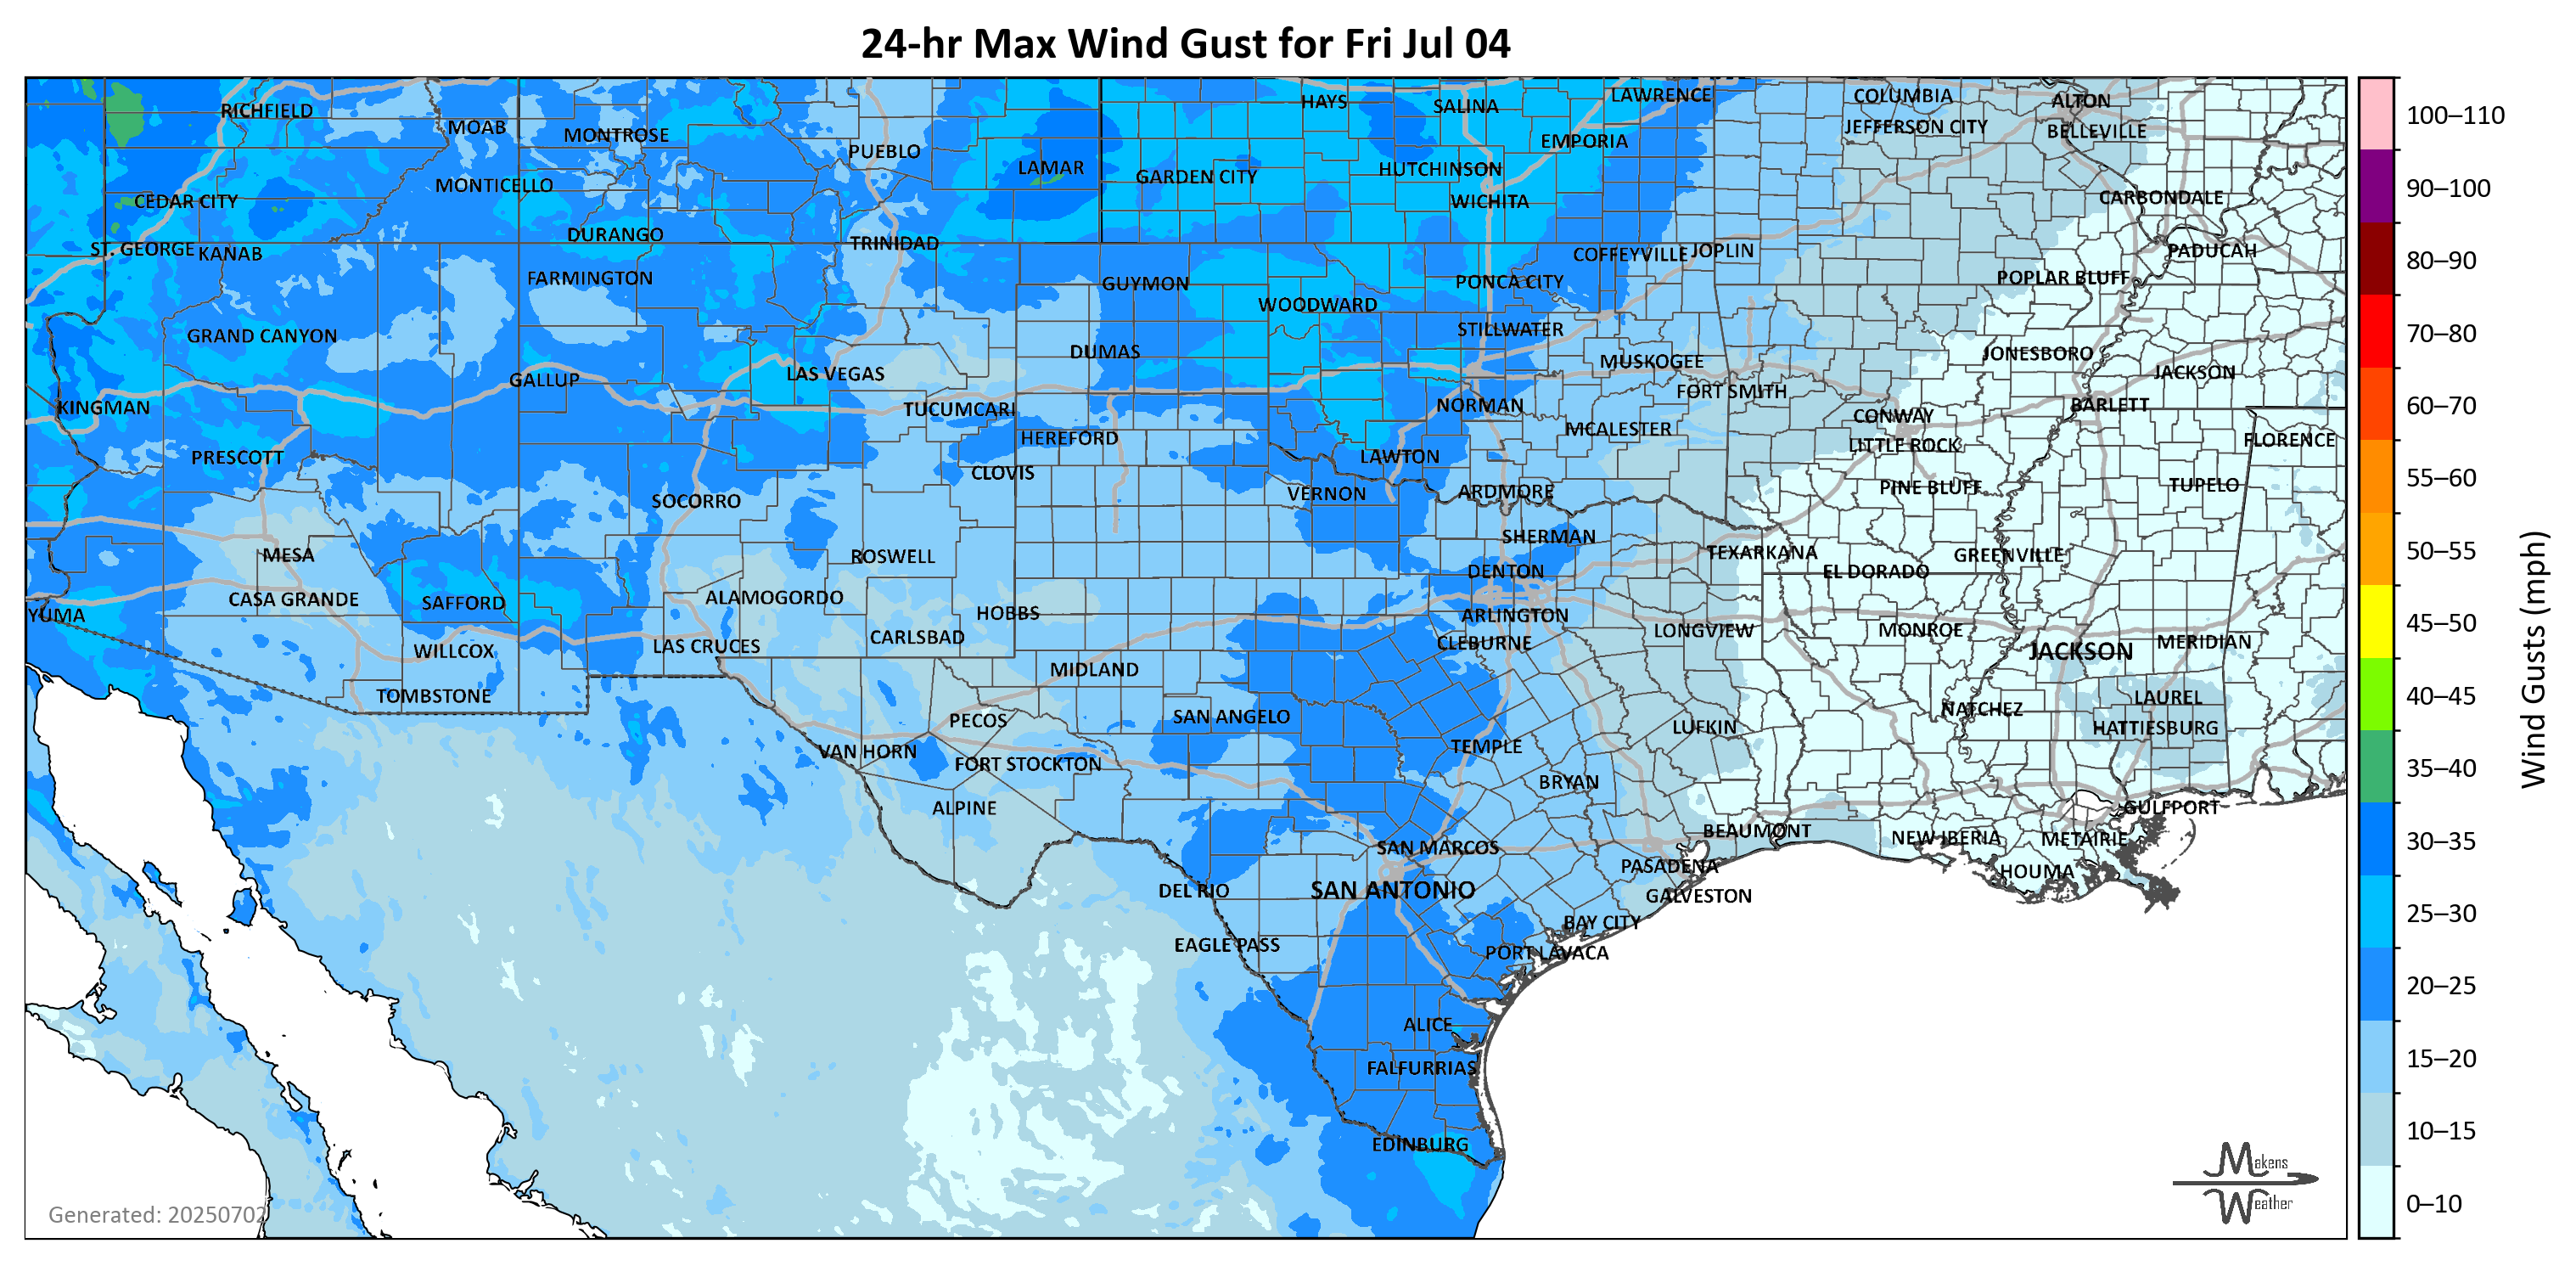 24-hr Max Wind Gust for Fri Jul 04
RICHFIELD
MOAB
MONTROSE
PUEBLO
LAMAR
HAYS
SALINA
LAWRENCE
COLUMBIA
ALTON
EMPORIA
JEFFERSON CITY
BELLEVILLE
CEDAR CITY
MONTICELLO
GARDEN CITY
HUTCHINSON
WICHITA
CARBONDALE
ST. GEORGE
KANAB
DURANGO
TRINIDAD
COFFEYVILLE
JOPLIN
PADUCAH
FARMINGTON
GUYMON
PONCA CITY
POPLAR BLUFF
WOODWARD
GRAND CANYON
STILLWATER
DUMAS
MUSKOGEE
JONESBORO
GALLUP
LAS VEGAS
FORT SMITH
JACKSON
KINGMAN
TUCUMCARI
NORMAN
CONWAY
BARLETT
HEREFORD
MCALESTER
LITTLE ROCK
FLORENCE
PRESCOTT
CLOVIS
LAWTON
SOCORRO
VERNON
ARDMORE
PINE BLUFF
TUPELO
MESA
ROSWELL
SHERMAN
TEXARKANA
GREENVILLE
DENTON
EL DORADO
CASA GRANDE
SAFFORD
ALAMOGORDO
HOBBS
YUMA
ARLINGTON
CARLSBAD
CLEBURNE
LONGVIEW
MONROE
MERIDIAN
WILLCOX
LAS CRUCES
MIDLAND
JACKSON
TOMBSTONE
PECOS
SAN ANGELO
LUFKIN
NATCHEZ
LAUREL
HATTIESBURG
VAN HORN
FORT STOCKTON
TEMPLE
BRYAN
ALPINE
GULFPORT
SAN MARCOS
BEAUMONT
NEW IBERIA
METAIRIE
PASADENA
HOUMA
DEL RIO
SAN ANTONIO
GALVESTON
EAGLE PASS
BAY CITY
PORT LAVACA
ALICE
FALFURRIAS
EDINBURG
Generated: 20250702
Makens
Weather
100–110
90–100
80–90
70–80
60–70
55–60
50–55
45–50
40–45
35–40
30–35
25–30
20–25
15–20
10–15
0–10
Wind Gusts (mph)